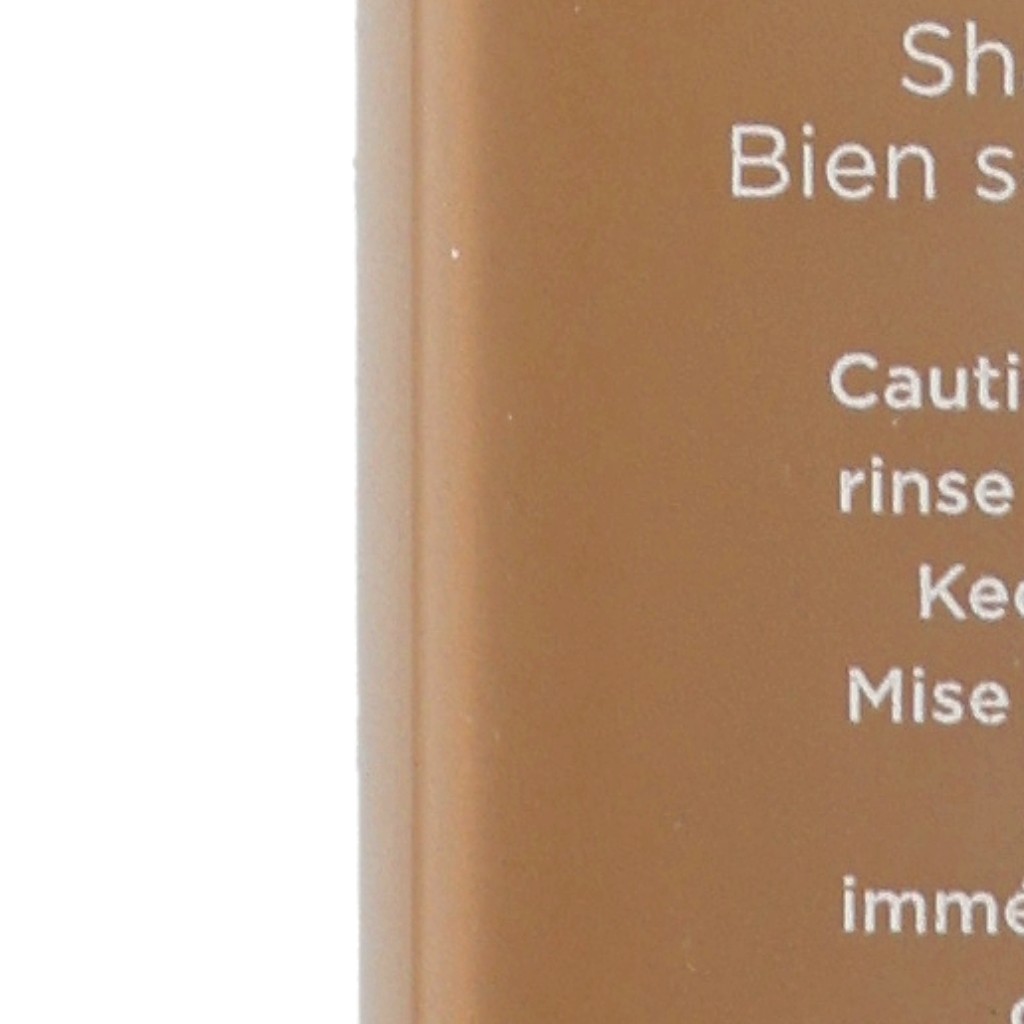 Sh
Bien s
Cauti
rinse
Kee
Mise
immé